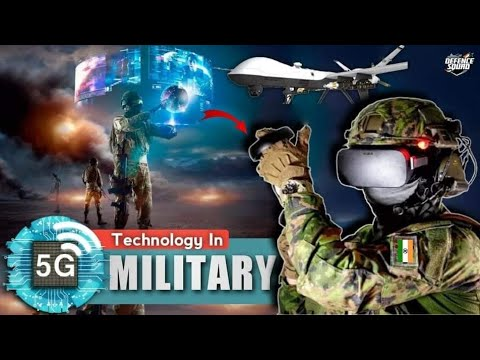 DEFENCE
SQUAD
Technology In
5G
MILITARY